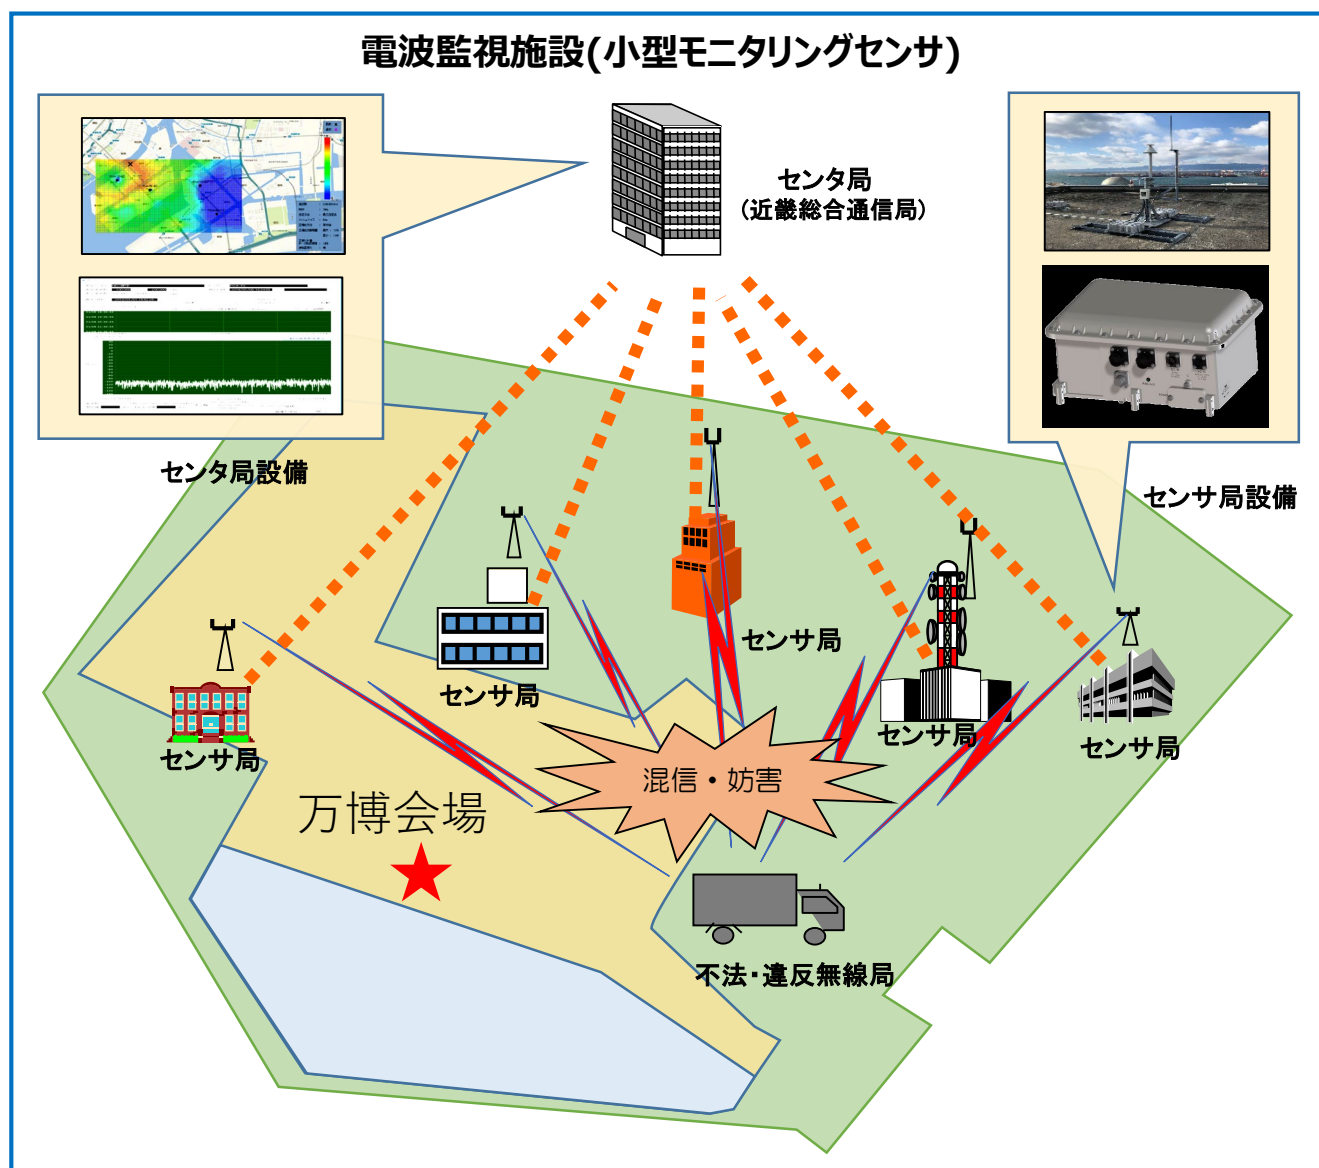 電波監視施設(小型モニタリングセンサ)
センタ局
(近畿総合通信局)
センタ局設備
センサ局設備
センサ局
センサ局
センサ局
センサ局
センサ局
混信・妨害
万博会場
不法・違反無線局